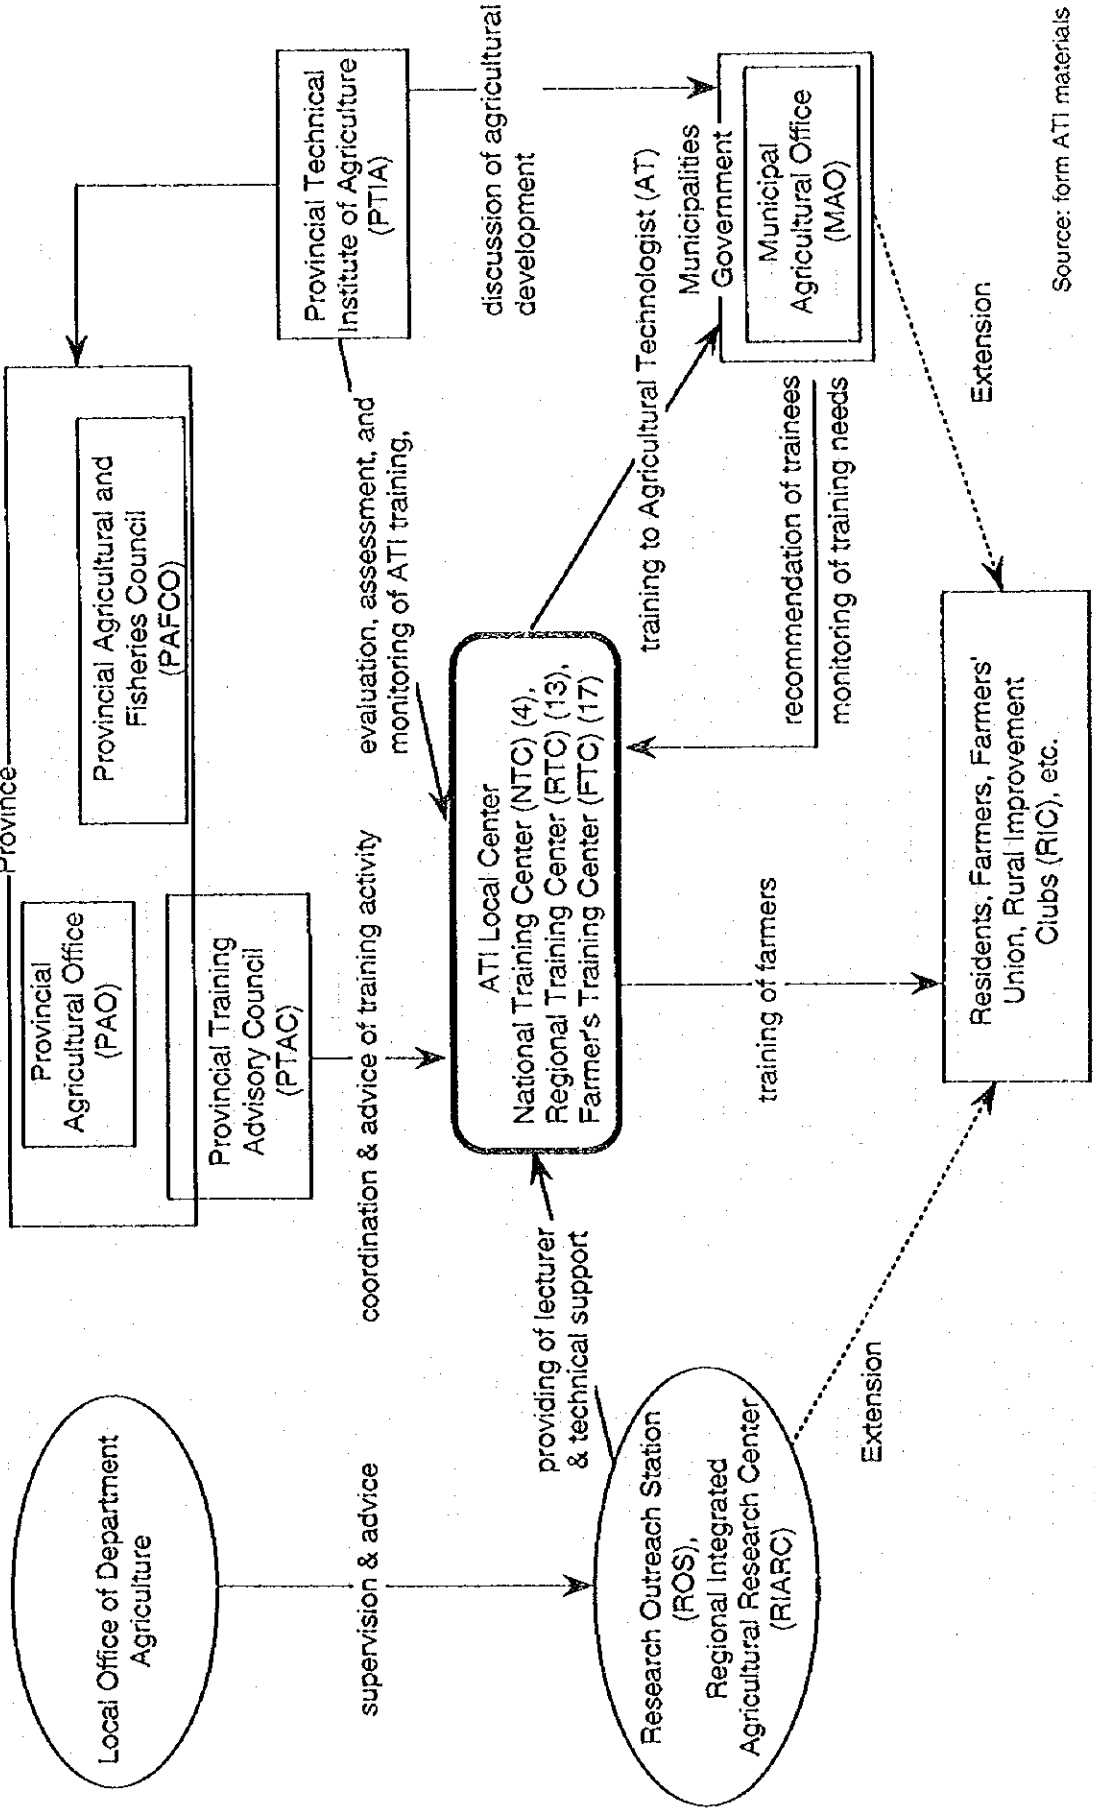 Province
Local Office of Department
Agriculture
Provincial
Agricultural Office
(PAO)
Provincial Agricultural and
Fisheries Council
(PAFCO)
Provincial Training
Advisory Council
(PTAC)
Provincial Technical
Institute of Agriculture
(PTIA)
supervision & advice
coordination & advice of training activity
evaluation, assessment, and
monitoring of ATI training,
discussion of agricultural
development
providing of lecturer
& technical support
ATI Local Center
National Training Center (NTC) (4),
Regional Training Center (RTC) (13),
Farmer's Training Center (FTC) (17)
training to Agricultural Technologist (AT)
Municipalities
Government
Municipal
Agricultural Office
(MAO)
Research Outreach Station
(ROS),
Regional Integrated
Agricultural Research Center
(RIARC)
training of farmers
recommendation of trainees
monitoring of training needs
Extension
Extension
Residents, Farmers, Farmers'
Union, Rural Improvement
Clubs (RIC), etc.
Source: form ATI materials